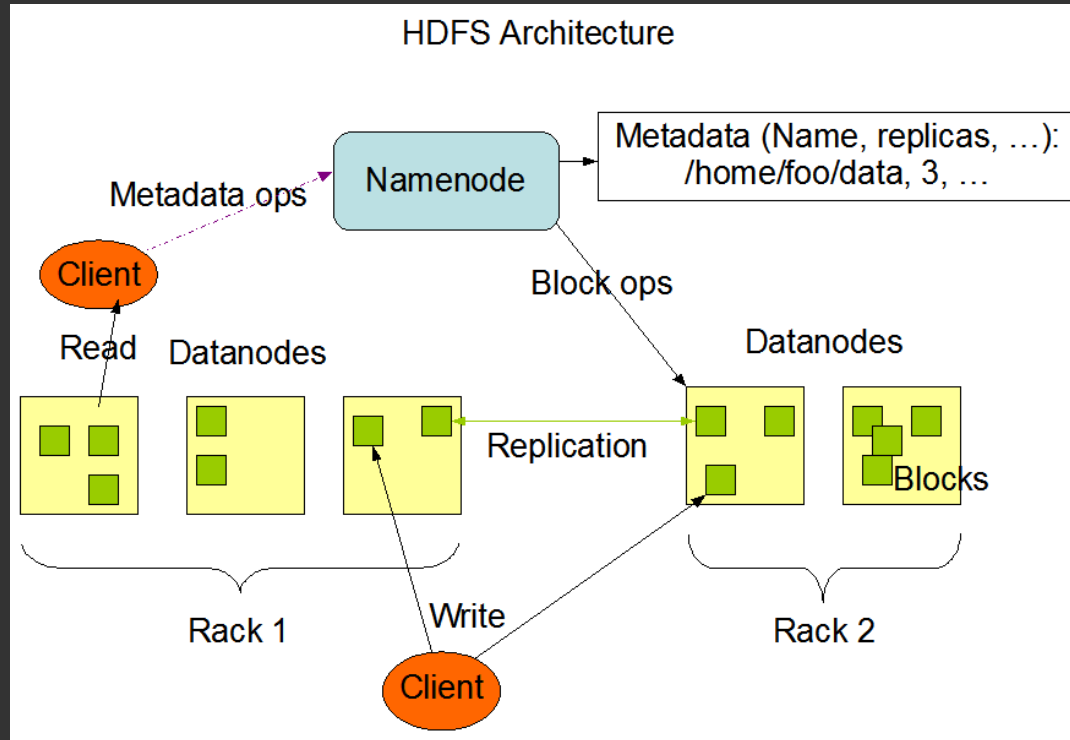 HDFS Architecture
Metadata (Name, replicas, …):
/home/foo/data, 3, …
Namenode
Metadata ops
Client
Block ops
Read
Datanodes
Datanodes
Replication
Blocks
Rack 1
Write
Rack 2
Client